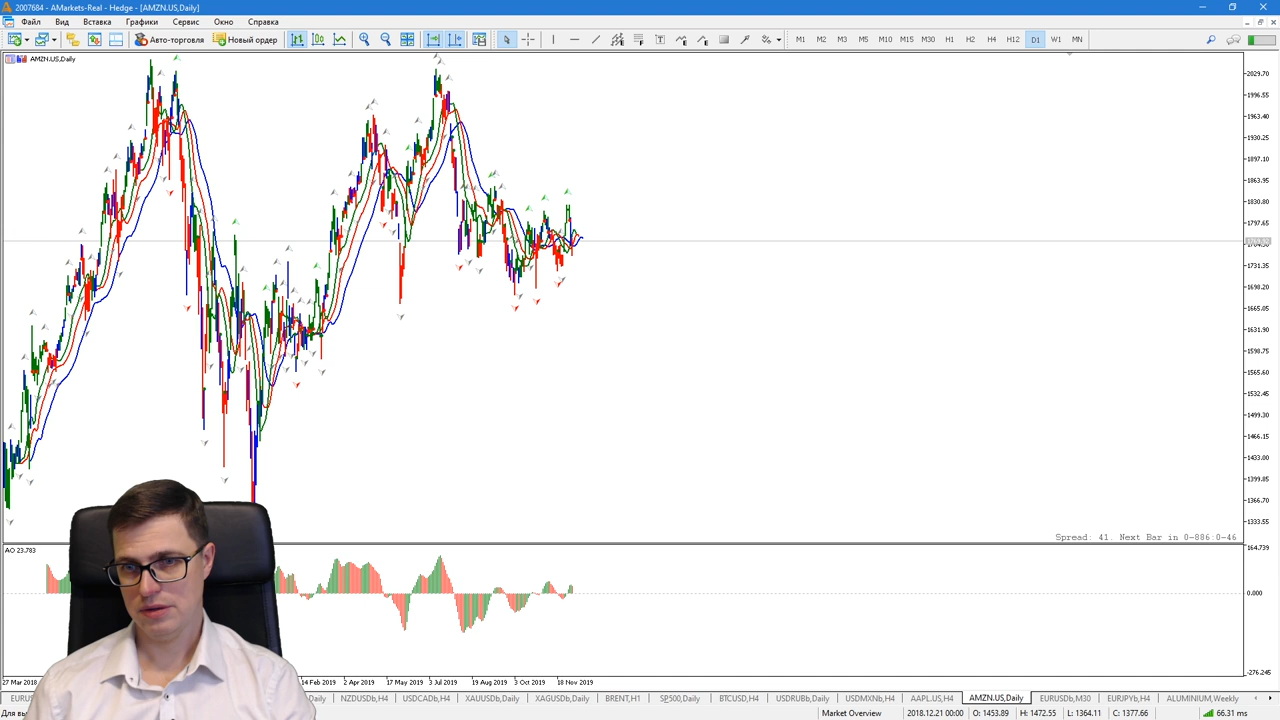 2007684 - AMarkets-Real - Hedge - [AMZN.US,Daily]
Файл Вид Вставка Графики Сервис Окно Справка
Авто-торговля Новый ордер M1 M2 M3 M5 M10 M15 M30 H1 H2 H4 H12 D1 W1 MN
AMZN.US,Daily
2029.70
1996.55
1963.40
1930.25
1897.10
1863.95
1830.80
1797.65
1731.35
1698.20
1665.05
1631.90
1598.75
1565.60
1532.45
1499.30
1466.15
1433.00
1399.85
1366.70
1333.55
Spread: 41. Next Bar in 0-886:0-46
AO 23.783
164.739
0.000
-276.245
27 Mar 2018 14 Feb 2019 2 Apr 2019 17 May 2019 3 Jul 2019 19 Aug 2019 3 Oct 2019 18 Nov 2019
Daily NZDUSDb,H4 USDCADb,H4 XAUUSDb,Daily XAGUSDb,Daily BRENT,H1 SP500,Daily BTCUSD,H4 USDRUBb,Daily USDMXNb,H4 AAPL.US,H4 AMZN.US,Daily EURUSDb,M30 EURJPYb,H4 ALUMINIUM,Weekly
Market Overview 2018.12.21 00:00 O: 1453.89 H: 1472.55 L: 1364.11 C: 1377.66 66.31 ms